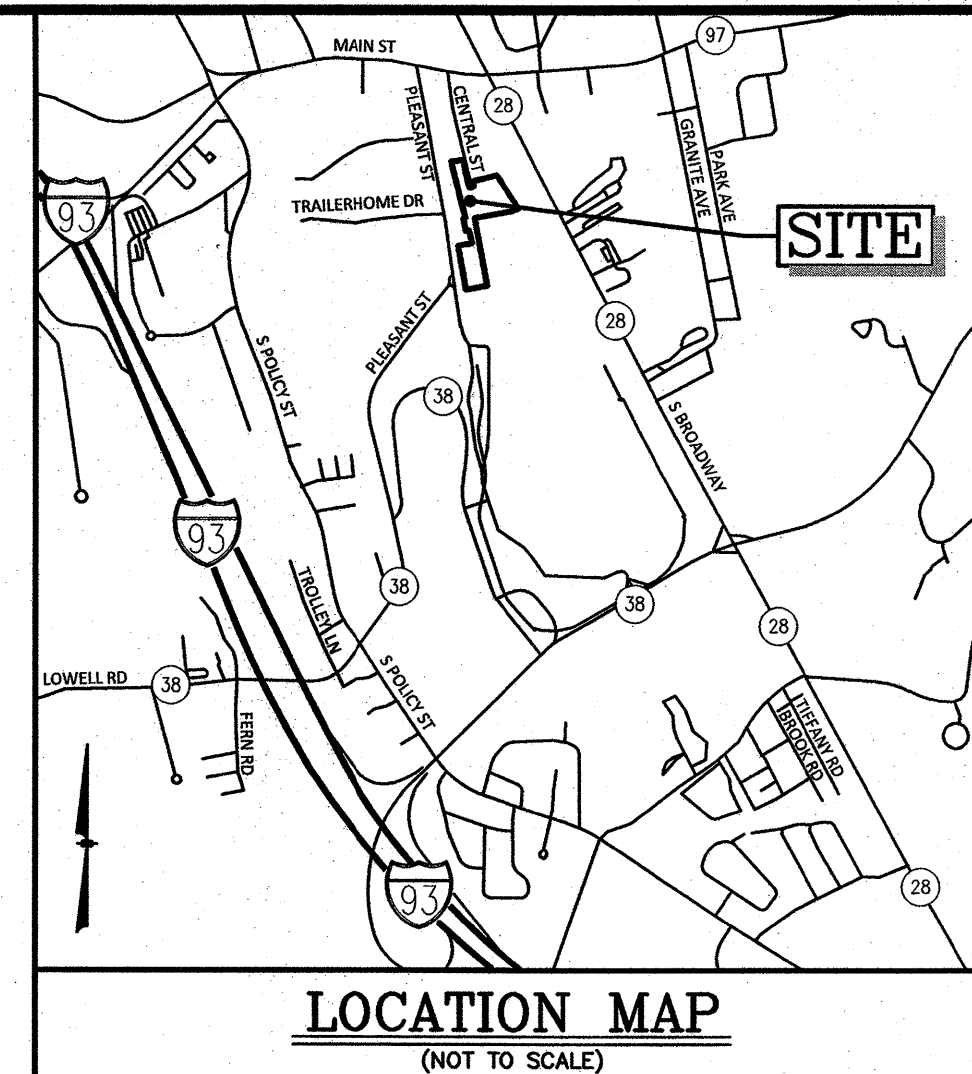 MAIN ST
97
28
PLEASANT ST
CENTRAL ST
GRANITE AVE
PARK AVE
93
TRAILERHOME DR
SITE
28
PLEASANT ST
S POLICY ST
38
S BROADWAY
93
TROLLEY LN
38
38
28
LOWELL RD
38
S POLICY ST
FERN RD
TIFFANY RD
BROOK RD
93
28
LOCATION MAP
(NOT TO SCALE)